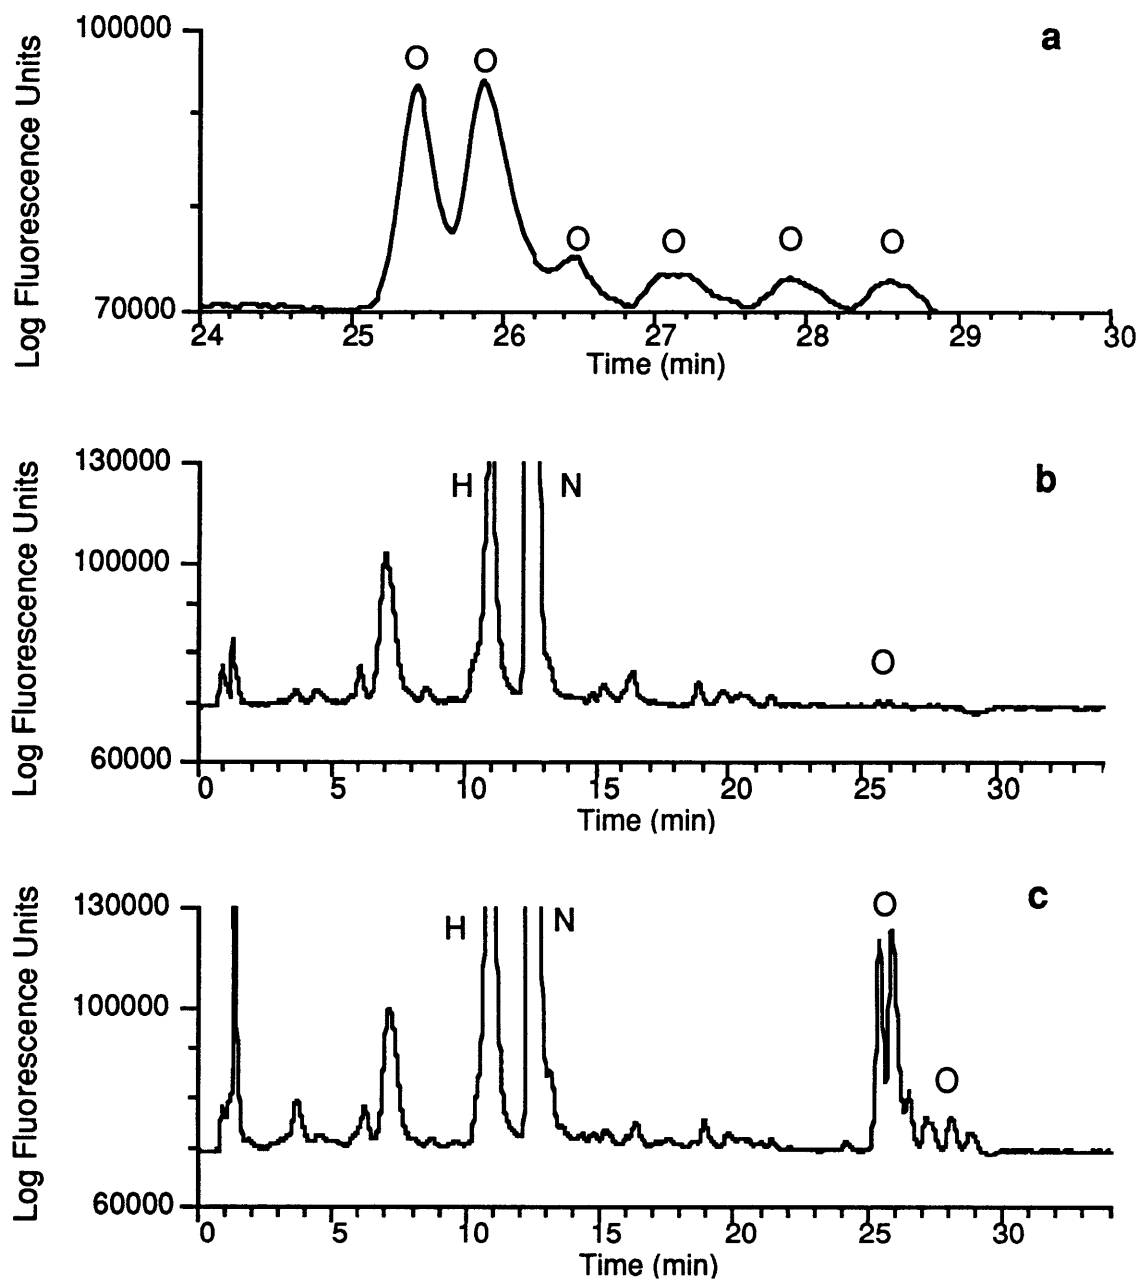 100000
a
O O
O O O O
70000
24 25 26 27 28 29 30
Time (min)
Log Fluorescence Units
130000
b
H N
100000
O
60000
0 5 10 15 20 25 30
Time (min)
Log Fluorescence Units
130000
O
c
H N
100000
O
60000
0 5 10 15 20 25 30
Time (min)
Log Fluorescence Units